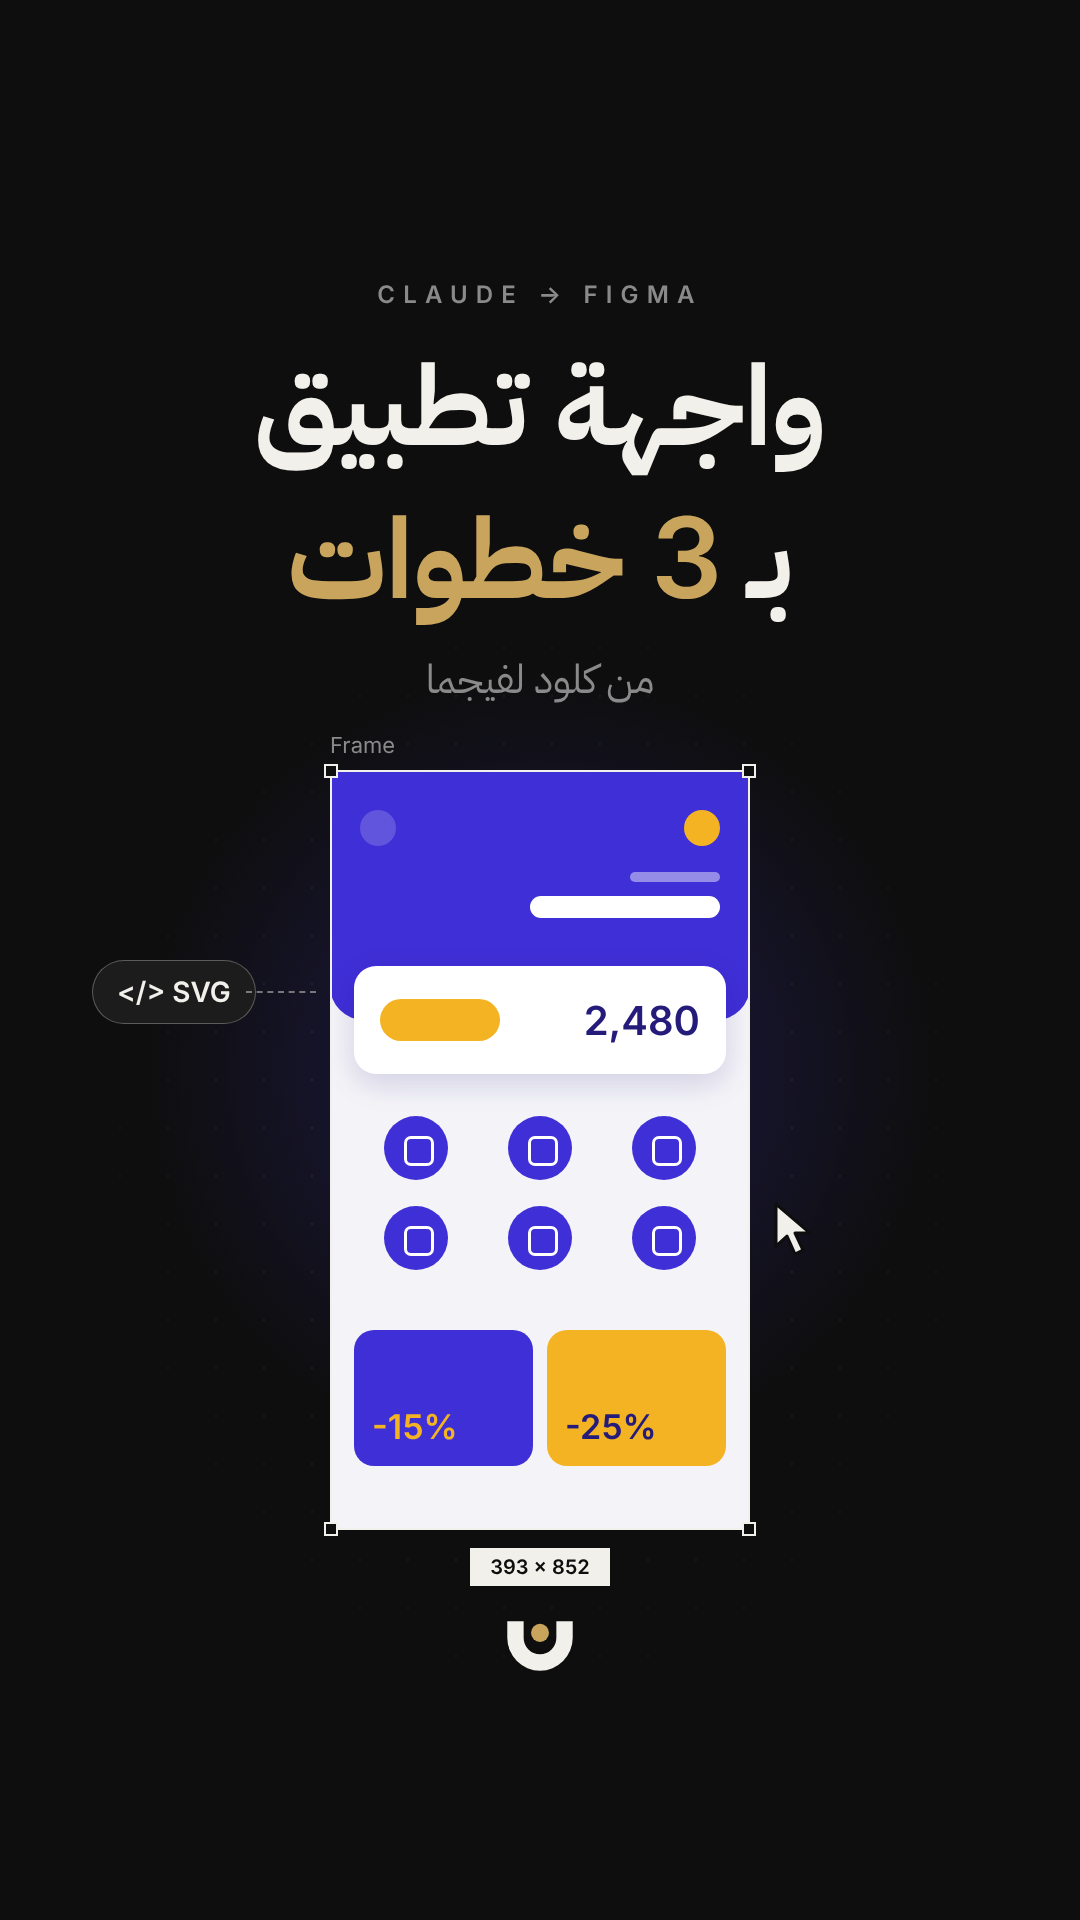 CLAUDE → FIGMA
واجهة تطبيق
بـ 3 خطوات
من كلود لفيجما
Frame
</> SVG
2,480
-15%
-25%
393 × 852